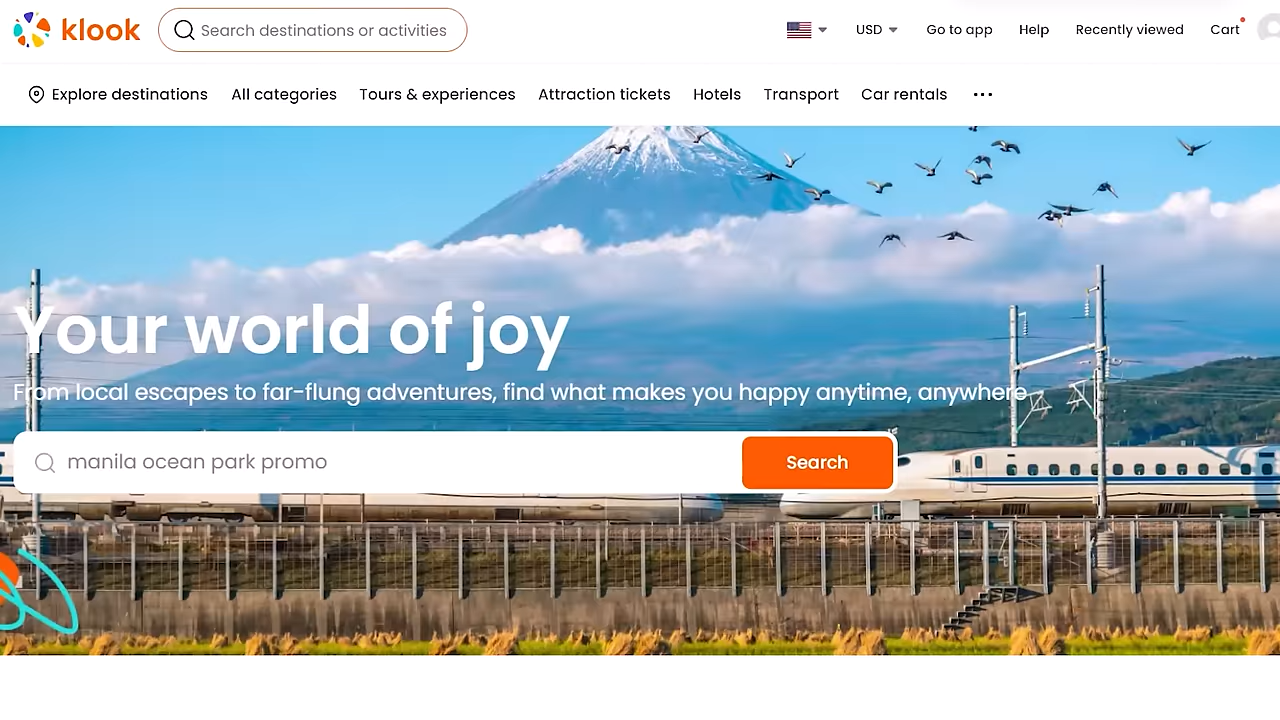 klook
Search destinations or activities
USD
Go to app
Help
Recently viewed
Cart
Explore destinations
All categories
Tours & experiences
Attraction tickets
Hotels
Transport
Car rentals
Your world of joy
From local escapes to far-flung adventures, find what makes you happy anytime, anywhere
manila ocean park promo
Search